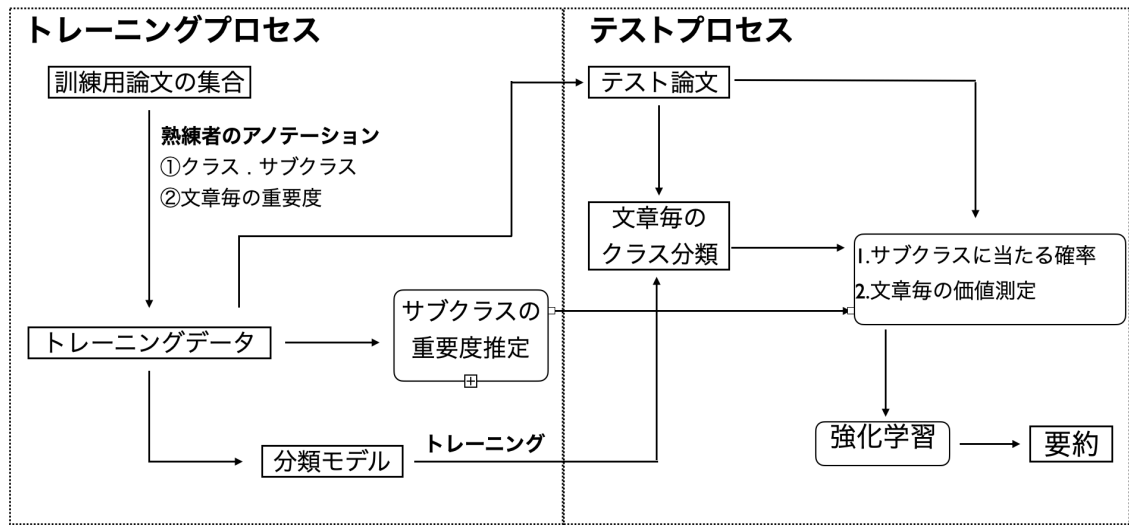 トレーニングプロセス
訓練用論文の集合
熟練者のアノテーション
①クラス．サブクラス
②文章毎の重要度
トレーニングデータ
サブクラスの
重要度推定
分類モデル
トレーニング
テストプロセス
テスト論文
文章毎の
クラス分類
1.サブクラスに当たる確率
2.文章毎の価値測定
強化学習
要約